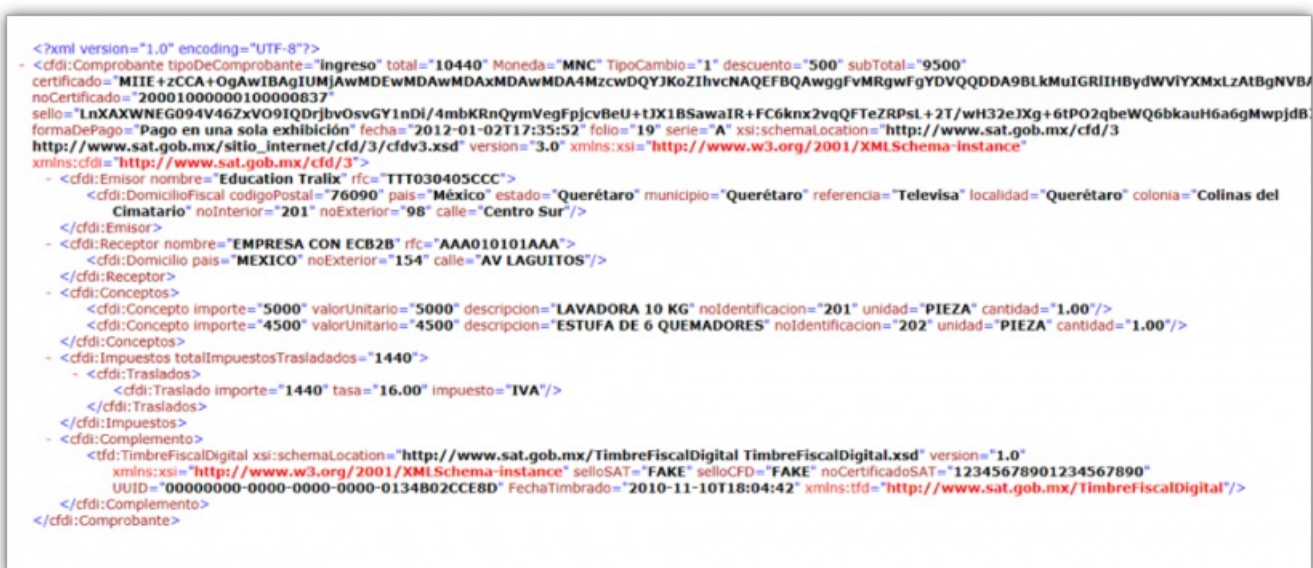 <?xml version="1.0" encoding="UTF-8"?>
- <cfdi:Comprobante tipoDeComprobante="ingreso" total="10440" Moneda="MNC" TipoCambio="1" descuento="500" subTotal="9500"
certificado="MIIE+zCCA+OgAwIBAgIUMjAwMDEwMDAwMDAxMDAwMDA4MzcwDQYJKoZIhvcNAQEFBQAwggFvMRgwFgYDVQQDDA9BLkMuIGRlIHBydWViYXMxLzAtBgNVBA
noCertificado="20001000000100000837"
sello="LnXAXWNEG094V46ZxVO9IQDrjbvOsvGY1nDi/4mbKRnQymVegFpjcvBeU+tJX1BSawaIR+FC6knx2vqQFTeZRPsL+2T/wH32eJXg+6tPO2qbeWQ6bkauH6a6gMwpjdB
formaDePago="Pago en una sola exhibición" fecha="2012-01-02T17:35:52" folio="19" serie="A" xsi:schemaLocation="http://www.sat.gob.mx/cfd/3
http://www.sat.gob.mx/sitio_internet/cfd/3/cfdv3.xsd" version="3.0" xmlns:xsi="http://www.w3.org/2001/XMLSchema-instance"
xmlns:cfdi="http://www.sat.gob.mx/cfd/3">
- <cfdi:Emisor nombre="Education Tralix" rfc="TTT030405CCC">
<cfdi:DomicilioFiscal codigoPostal="76090" pais="México" estado="Querétaro" municipio="Querétaro" referencia="Televisa" localidad="Querétaro" colonia="Colinas del
Cimatario" noInterior="201" noExterior="98" calle="Centro Sur"/>
</cfdi:Emisor>
- <cfdi:Receptor nombre="EMPRESA CON ECB2B" rfc="AAA010101AAA">
<cfdi:Domicilio pais="MEXICO" noExterior="154" calle="AV LAGUITOS"/>
</cfdi:Receptor>
- <cfdi:Conceptos>
<cfdi:Concepto importe="5000" valorUnitario="5000" descripcion="LAVADORA 10 KG" noIdentificacion="201" unidad="PIEZA" cantidad="1.00"/>
<cfdi:Concepto importe="4500" valorUnitario="4500" descripcion="ESTUFA DE 6 QUEMADORES" noIdentificacion="202" unidad="PIEZA" cantidad="1.00"/>
</cfdi:Conceptos>
- <cfdi:Impuestos totalImpuestosTrasladados="1440">
- <cfdi:Traslados>
<cfdi:Traslado importe="1440" tasa="16.00" impuesto="IVA"/>
</cfdi:Traslados>
</cfdi:Impuestos>
- <cfdi:Complemento>
<tfd:TimbreFiscalDigital xsi:schemaLocation="http://www.sat.gob.mx/TimbreFiscalDigital TimbreFiscalDigital.xsd" version="1.0"
xmlns:xsi="http://www.w3.org/2001/XMLSchema-instance" selloSAT="FAKE" selloCFD="FAKE" noCertificadoSAT="12345678901234567890"
UUID="00000000-0000-0000-0000-0134B02CCE8D" FechaTimbrado="2010-11-10T18:04:42" xmlns:tfd="http://www.sat.gob.mx/TimbreFiscalDigital"/>
</cfdi:Complemento>
</cfdi:Comprobante>